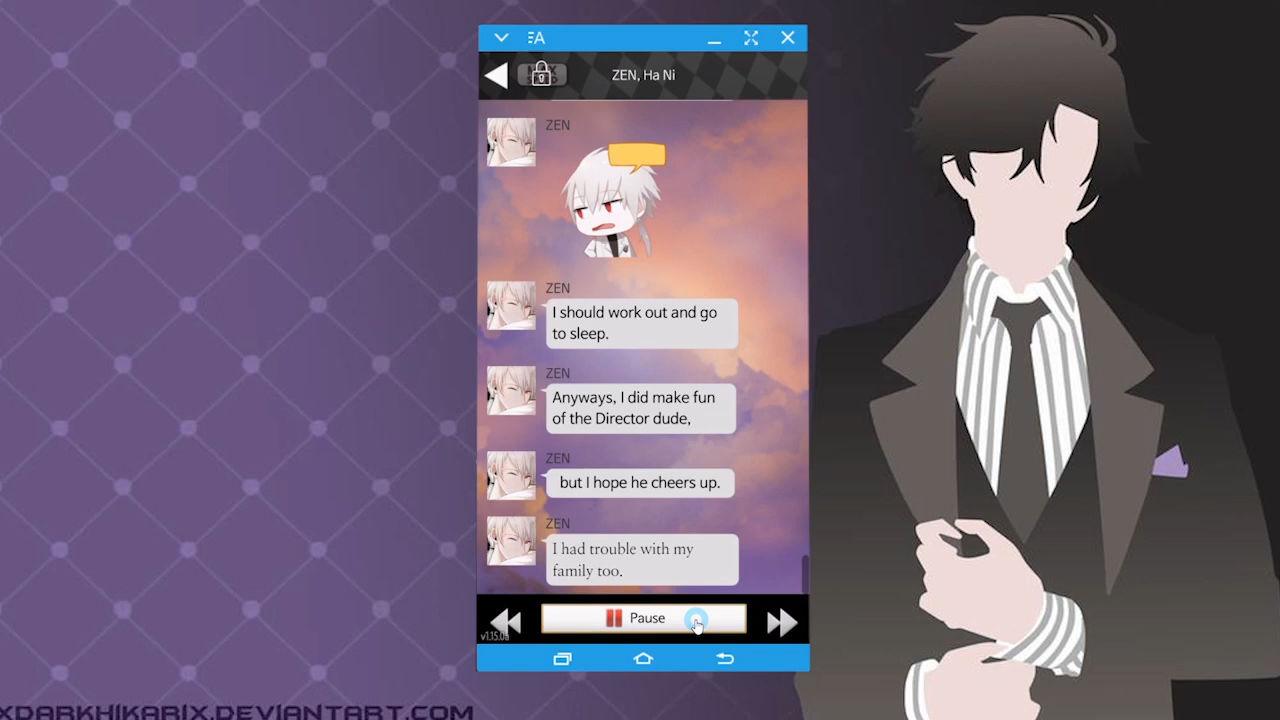 ΞA
ZEN, Ha Ni
ZEN
ZEN
I should work out and go
to sleep.
ZEN
Anyways, I did make fun
of the Director dude,
ZEN
but I hope he cheers up.
ZEN
I had trouble with my
family too.
Pause
XDARKHIKARIX.DEVIANTART.COM